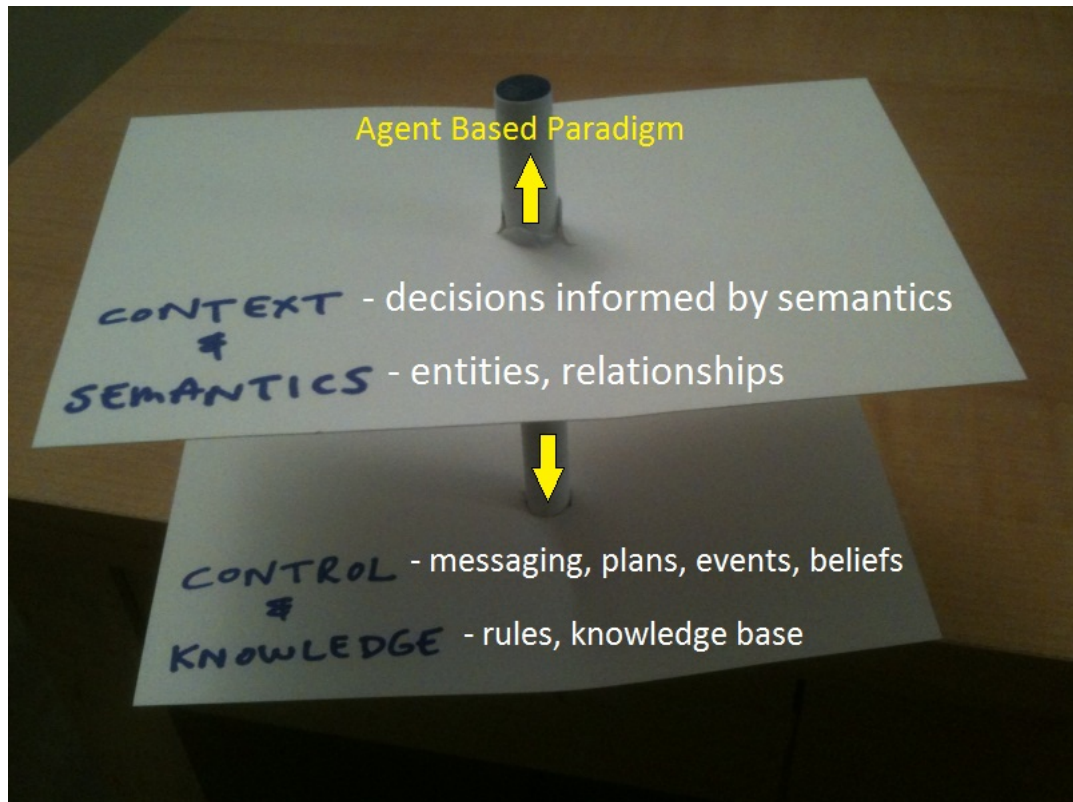 Agent Based Paradigm
CONTEXT - decisions informed by semantics
&
SEMANTICS - entities, relationships
CONTROL - messaging, plans, events, beliefs
&
KNOWLEDGE - rules, knowledge base